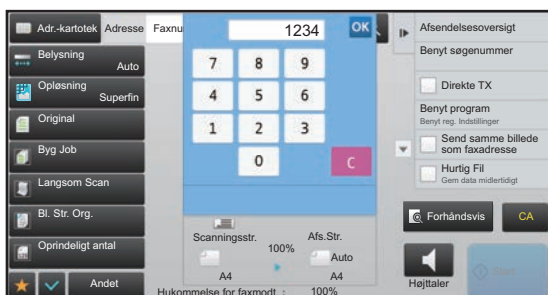 Adr.-kartotek
Adresse
Faxnu
1234
OK
Belysning
Auto
Opløsning
Superfin
Original
Byg Job
Langsom Scan
Bl. Str. Org.
Oprindeligt antal
Andet
7 8 9
4 5 6
1 2 3
0
C
Scanningsstr.
100%
Afs.Str.
Auto
A4
A4
Hukommelse for faxmodt. : 100%
Afsendelsesoversigt
Benyt søgenummer
Direkte TX
Benyt program
Benyt reg. Indstillinger
Send samme billede
som faxadresse
Hurtig Fil
Gem data midlertidigt
Forhåndsvis
CA
Højttaler
Start